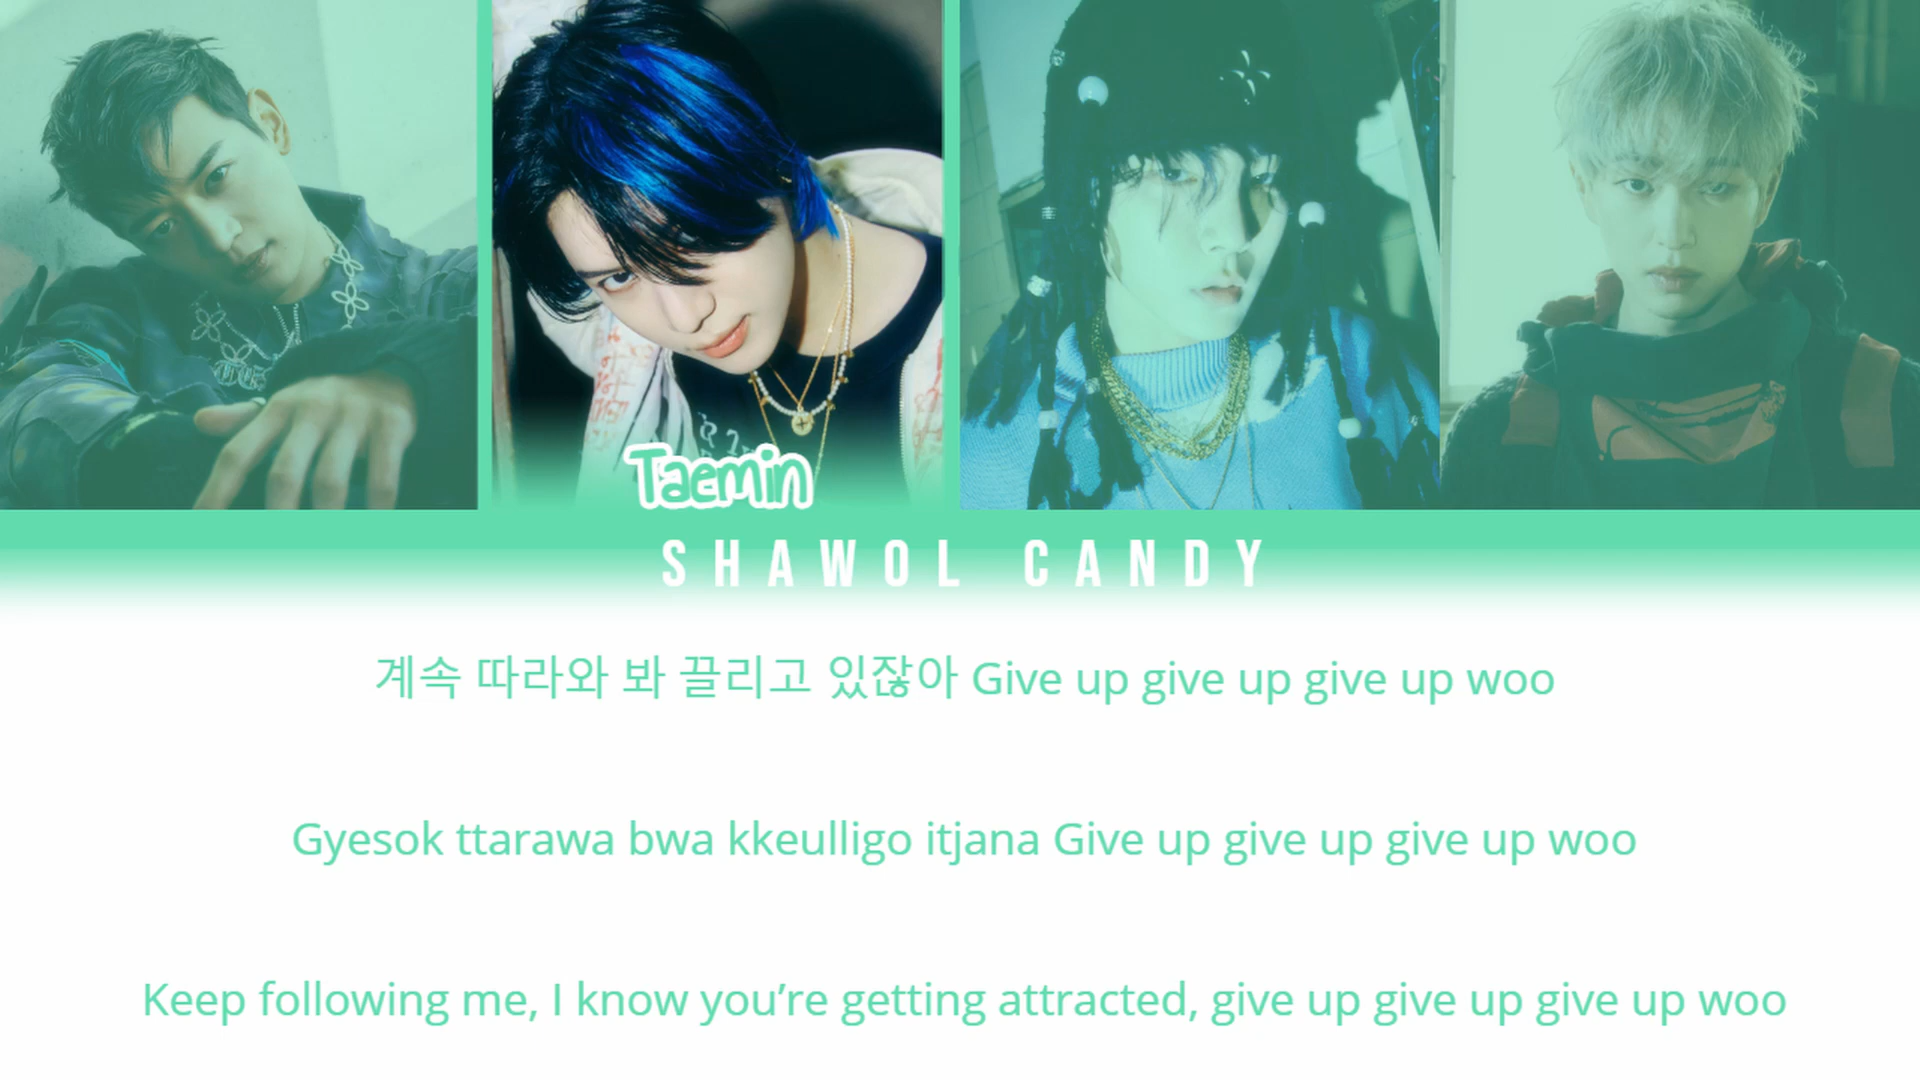 Taemin
SHAWOL CANDY
계속 따라와 봐 끌리고 있잖아 Give up give up give up woo
Gyesok ttarawa bwa kkeulligo itjana Give up give up give up woo
Keep following me, I know you’re getting attracted, give up give up give up woo